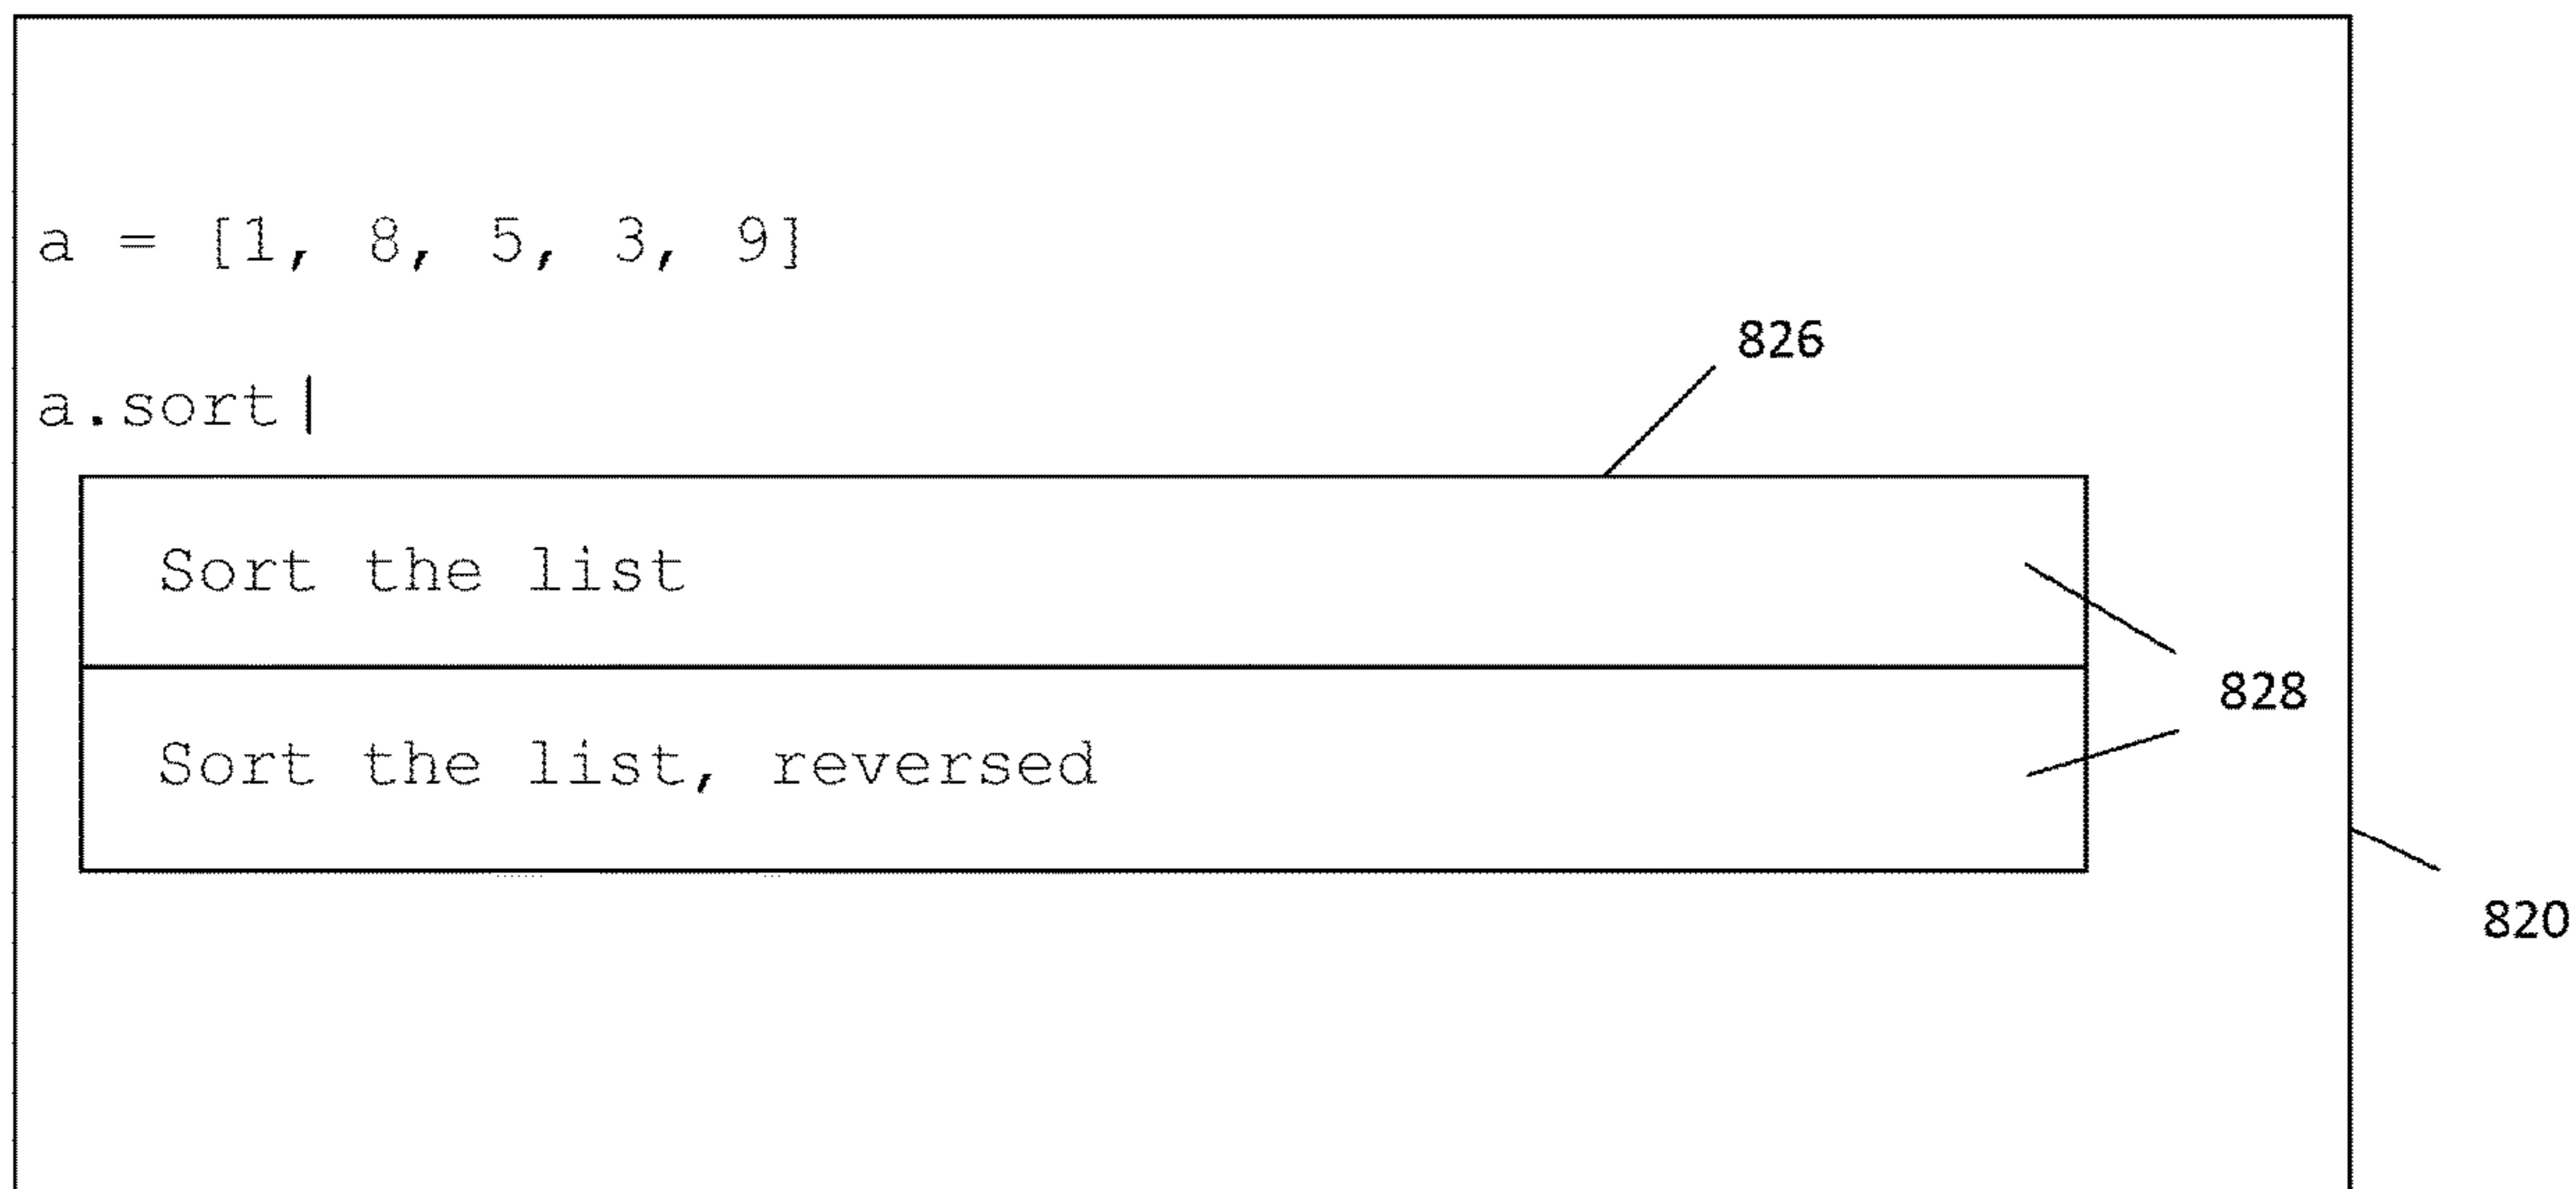 a = [1, 8, 5, 3, 9]
826
a.sort|
Sort the list
828
Sort the list, reversed
820